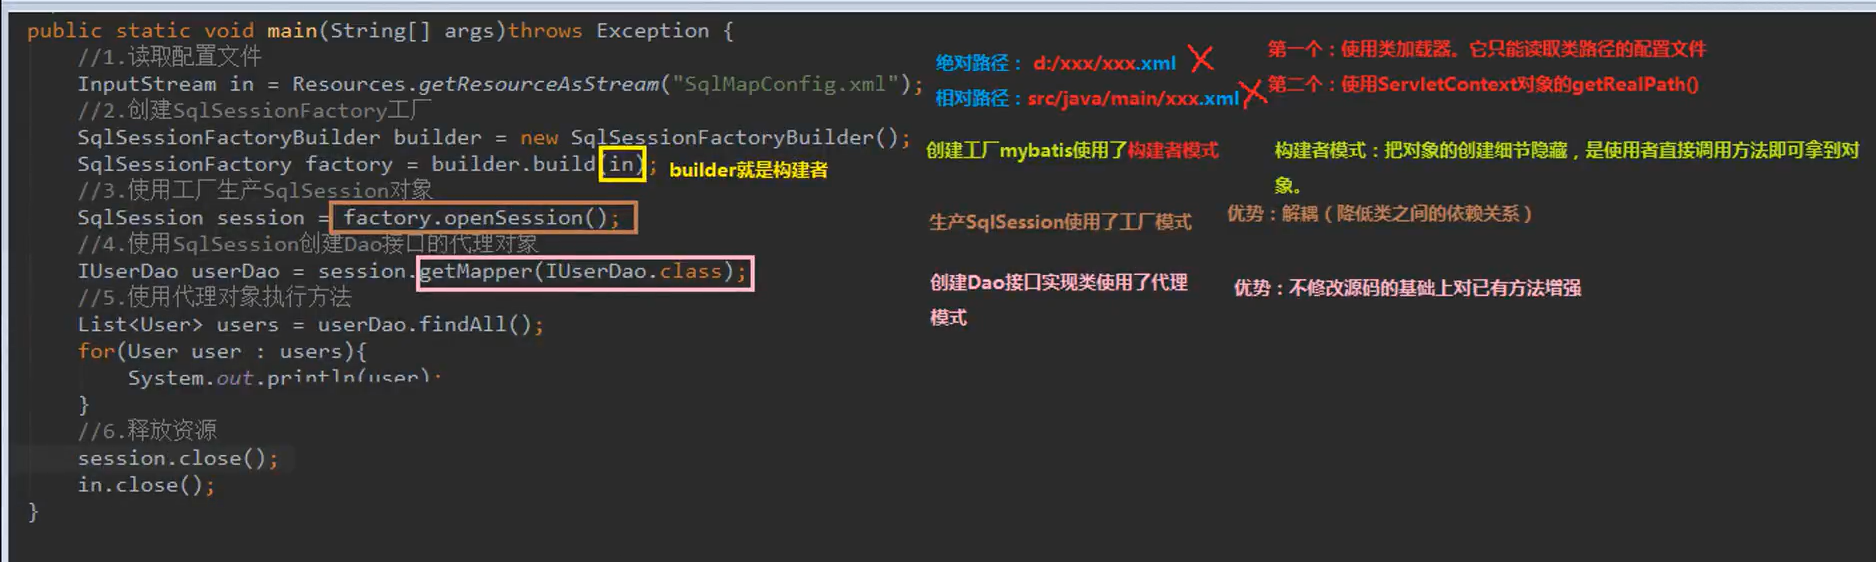 public static void main(String[] args)throws Exception {
//1.读取配置文件
InputStream in = Resources.getResourceAsStream("SqlMapConfig.xml");
//2.创建SqlSessionFactory工厂
SqlSessionFactoryBuilder builder = new SqlSessionFactoryBuilder();
SqlSessionFactory factory = builder.build(in);
builder就是构建者
//3.使用工厂生产SqlSession对象
SqlSession session = factory.openSession();
//4.使用SqlSession创建Dao接口的代理对象
IUserDao userDao = session.getMapper(IUserDao.class);
//5.使用代理对象执行方法
List<User> users = userDao.findAll();
for(User user : users){
System.out.println(user);
}
//6.释放资源
session.close();
in.close();
}
绝对路径： d:/xxx/xxx.xml
相对路径：src/java/main/xxx.xml
第一个：使用类加载器。它只能读取类路径的配置文件
第二个：使用ServletContext对象的getRealPath()
创建工厂mybatis使用了构建者模式
构建者模式：把对象的创建细节隐藏，是使用者直接调用方法即可拿到对
象。
生产SqlSession使用了工厂模式
优势：解耦（降低类之间的依赖关系）
创建Dao接口实现类使用了代理
模式
优势：不修改源码的基础上对已有方法增强